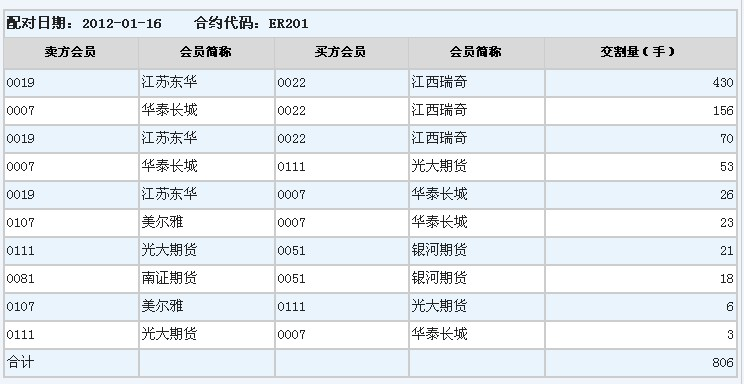 配对日期：2012-01-16 合约代码：ER201
卖方会员 会员简称 买方会员 会员简称 交割量（手）
0019 江苏东华 0022 江西瑞奇 430
0007 华泰长城 0022 江西瑞奇 156
0019 江苏东华 0022 江西瑞奇 70
0007 华泰长城 0111 光大期货 53
0019 江苏东华 0007 华泰长城 26
0107 美尔雅 0007 华泰长城 23
0111 光大期货 0051 银河期货 21
0081 南证期货 0051 银河期货 18
0107 美尔雅 0111 光大期货 6
0111 光大期货 0007 华泰长城 3
合计 806